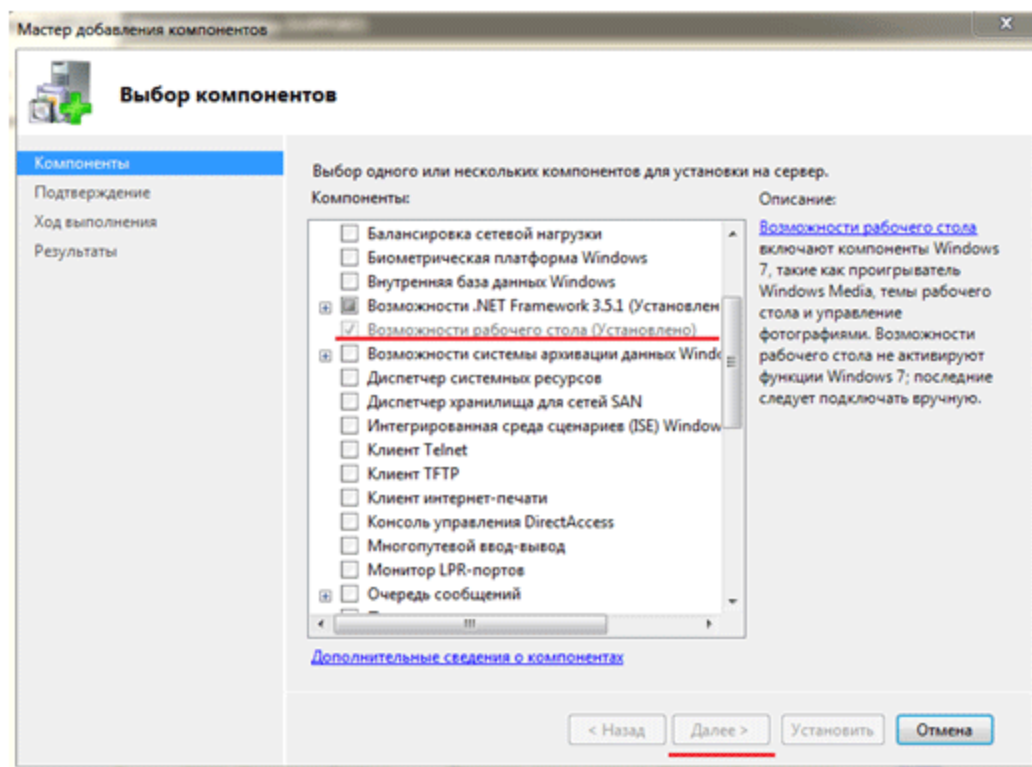 Мастер добавления компонентов
Выбор компонентов
Компоненты
Подтверждение
Ход выполнения
Результаты
Выбор одного или нескольких компонентов для установки на сервер.
Компоненты:
Балансировка сетевой нагрузки
Биометрическая платформа Windows
Внутренняя база данных Windows
Возможности .NET Framework 3.5.1 (Установлен
Возможности рабочего стола (Установлено)
Возможности системы архивации данных Windo
Диспетчер системных ресурсов
Диспетчер хранилища для сетей SAN
Интегрированная среда сценариев (ISE) Window
Клиент Telnet
Клиент TFTP
Клиент интернет-печати
Консоль управления DirectAccess
Многопутевой ввод-вывод
Монитор LPR-портов
Очередь сообщений
Дополнительные сведения о компонентах
Описание:
Возможности рабочего стола
включают компоненты Windows
7, такие как проигрыватель
Windows Media, темы рабочего
стола и управление
фотографиями. Возможности
рабочего стола не активируют
функции Windows 7; последние
следует подключать вручную.
< Назад
Далее >
Установить
Отмена